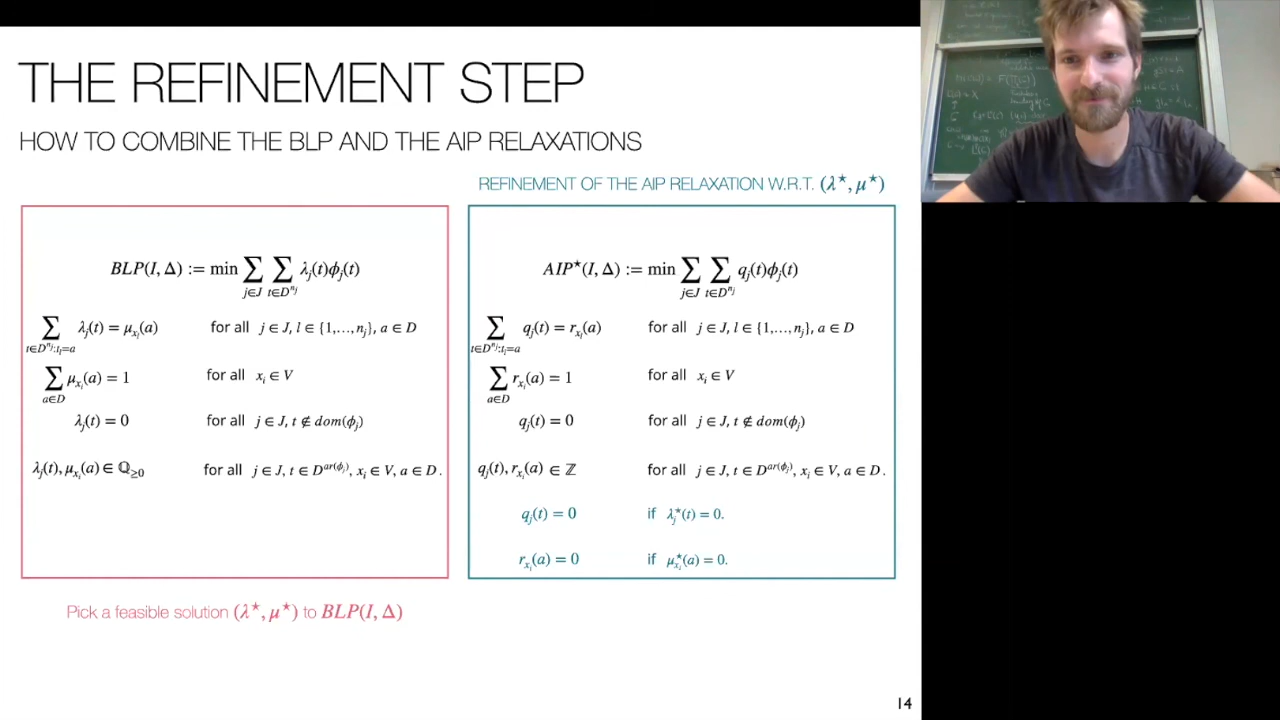 THE REFINEMENT STEP
HOW TO COMBINE THE BLP AND THE AIP RELAXATIONS
REFINEMENT OF THE AIP RELAXATION W.R.T. (λ⋆, μ⋆)
BLP(I, Δ) := min ∑_{j∈J} ∑_{t∈D^{n_j}} λ_j(t)ϕ_j(t)
∑_{t∈D^{n_j}:t_l=a} λ_j(t) = μ_{x_i}(a) for all j ∈ J, l ∈ {1,…,n_j}, a ∈ D
∑_{a∈D} μ_{x_i}(a) = 1 for all x_i ∈ V
λ_j(t) = 0 for all j ∈ J, t ∉ dom(ϕ_j)
λ_j(t), μ_{x_i}(a) ∈ ℚ_{≥0} for all j ∈ J, t ∈ D^{ar(ϕ_j)}, x_i ∈ V, a ∈ D.
AIP⋆(I, Δ) := min ∑_{j∈J} ∑_{t∈D^{n_j}} q_j(t)ϕ_j(t)
∑_{t∈D^{n_j}:t_l=a} q_j(t) = r_{x_i}(a) for all j ∈ J, l ∈ {1,…,n_j}, a ∈ D
∑_{a∈D} r_{x_i}(a) = 1 for all x_i ∈ V
q_j(t) = 0 for all j ∈ J, t ∉ dom(ϕ_j)
q_j(t), r_{x_i}(a) ∈ ℤ for all j ∈ J, t ∈ D^{ar(ϕ_j)}, x_i ∈ V, a ∈ D.
q_j(t) = 0 if λ_j⋆(t) = 0.
r_{x_i}(a) = 0 if μ_{x_i}⋆(a) = 0.
Pick a feasible solution (λ⋆, μ⋆) to BLP(I, Δ)
14